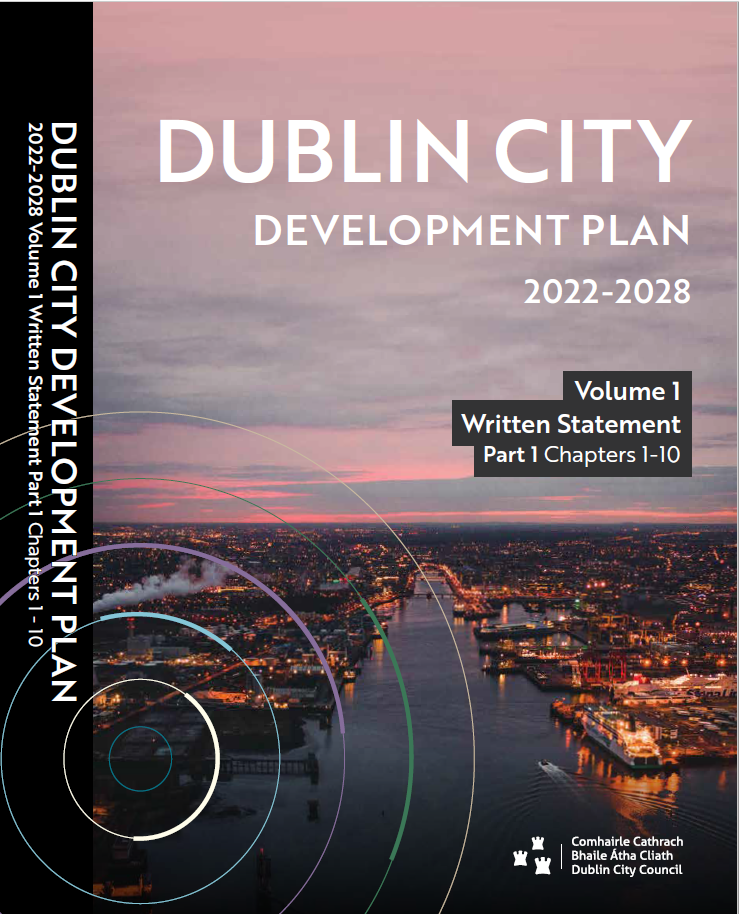 DUBLIN CITY DEVELOPMENT PLAN
2022-2028 Volume 1 Written Statement Part 1 Chapters 1 - 10
DUBLIN CITY
DEVELOPMENT PLAN
2022-2028
Volume 1
Written Statement
Part 1 Chapters 1-10
Stena Line
Comhairle Cathrach
Bhaile Átha Cliath
Dublin City Council